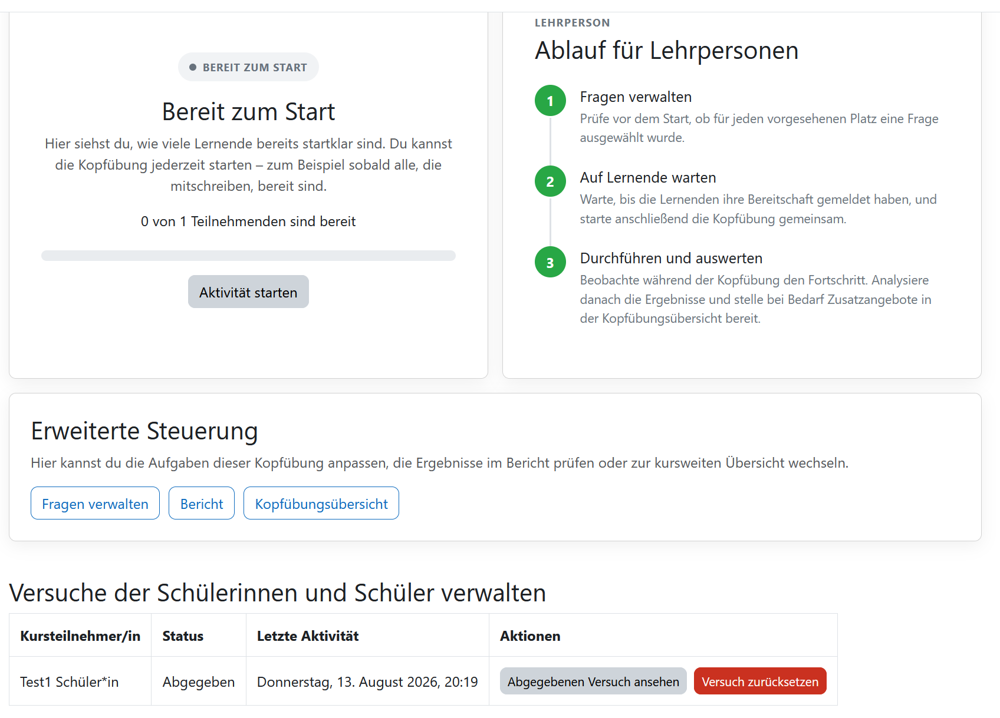 BEREIT ZUM START
Bereit zum Start
Hier siehst du, wie viele Lernende bereits startklar sind. Du kannst
die Kopfübung jederzeit starten – zum Beispiel sobald alle, die
mitschreiben, bereit sind.
0 von 1 Teilnehmenden sind bereit
Aktivität starten
LEHRPERSON
Ablauf für Lehrpersonen
1
Fragen verwalten
Prüfe vor dem Start, ob für jeden vorgesehenen Platz eine Frage
ausgewählt wurde.
2
Auf Lernende warten
Warte, bis die Lernenden ihre Bereitschaft gemeldet haben, und
starte anschließend die Kopfübung gemeinsam.
3
Durchführen und auswerten
Beobachte während der Kopfübung den Fortschritt. Analysiere
danach die Ergebnisse und stelle bei Bedarf Zusatzangebote in
der Kopfübungsübersicht bereit.
Erweiterte Steuerung
Hier kannst du die Aufgaben dieser Kopfübung anpassen, die Ergebnisse im Bericht prüfen oder zur kursweiten Übersicht wechseln.
Fragen verwalten Bericht Kopfübungsübersicht
Versuche der Schülerinnen und Schüler verwalten
Kursteilnehmer/in Status Letzte Aktivität Aktionen
Test1 Schüler*in Abgegeben Donnerstag, 13. August 2026, 20:19 Abgegebenen Versuch ansehen Versuch zurücksetzen